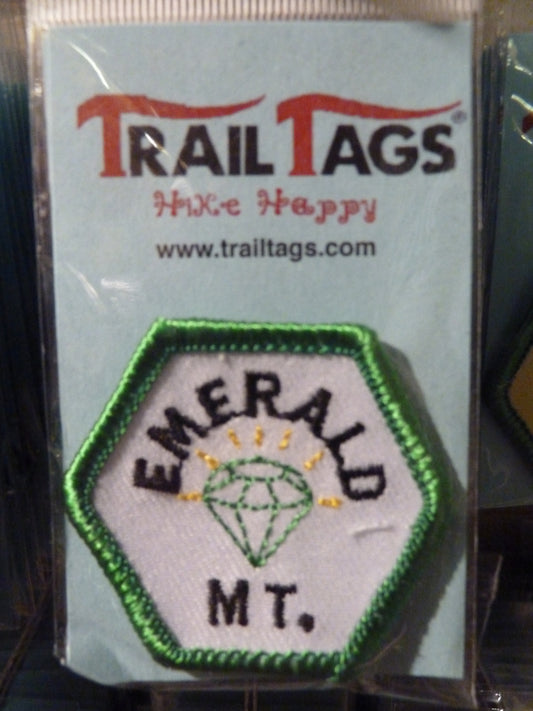 TRAIL TAGS®
Hike Happy
www.trailtags.com
EMERALD
MT.